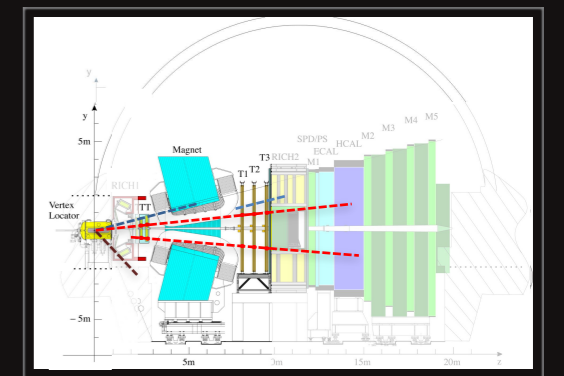 y
y
5m
Magnet
SPD/PS
ECAL
HCAL
M1
M2
M3
M4
M5
T1
T2
T3
RICH2
RICH1
TT
Vertex
Locator
– 5m
5m
10m
15m
20m
z